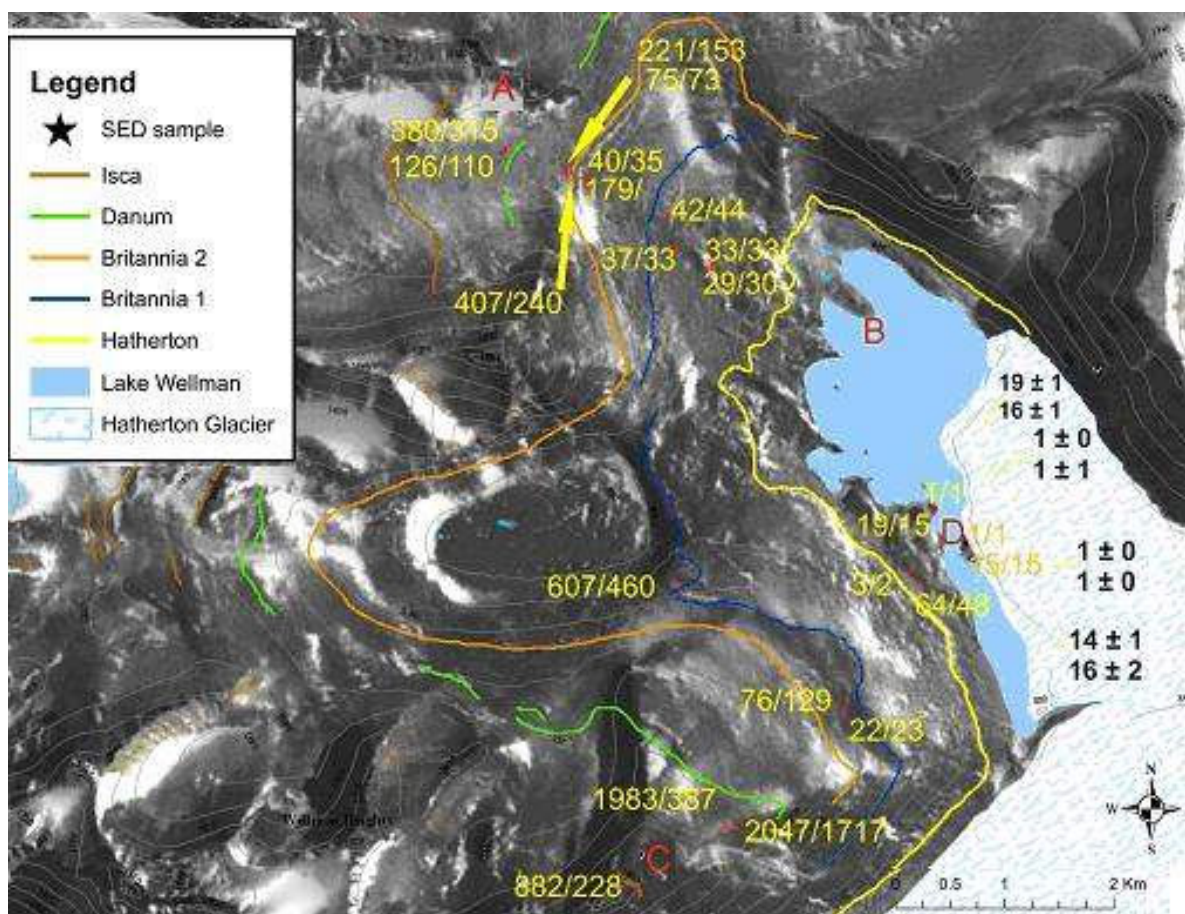 Legend
SED sample
Isca
Danum
Britannia 2
Britannia 1
Hatherton
Lake Wellman
Hatherton Glacier
A
221/153
75/73
380/315
126/110
40/35
179/
42/44
37/33
33/33
29/30
407/240
B
19 ± 1
16 ± 1
1 ± 0
1 ± 1
1/1
19/15
D
1/1
75/15
1 ± 0
1 ± 0
3/2
64/48
607/460
14 ± 1
16 ± 2
76/129
22/23
1983/387
2047/1717
C
882/228
N
W
E
S
0 0.5 1 2 Km